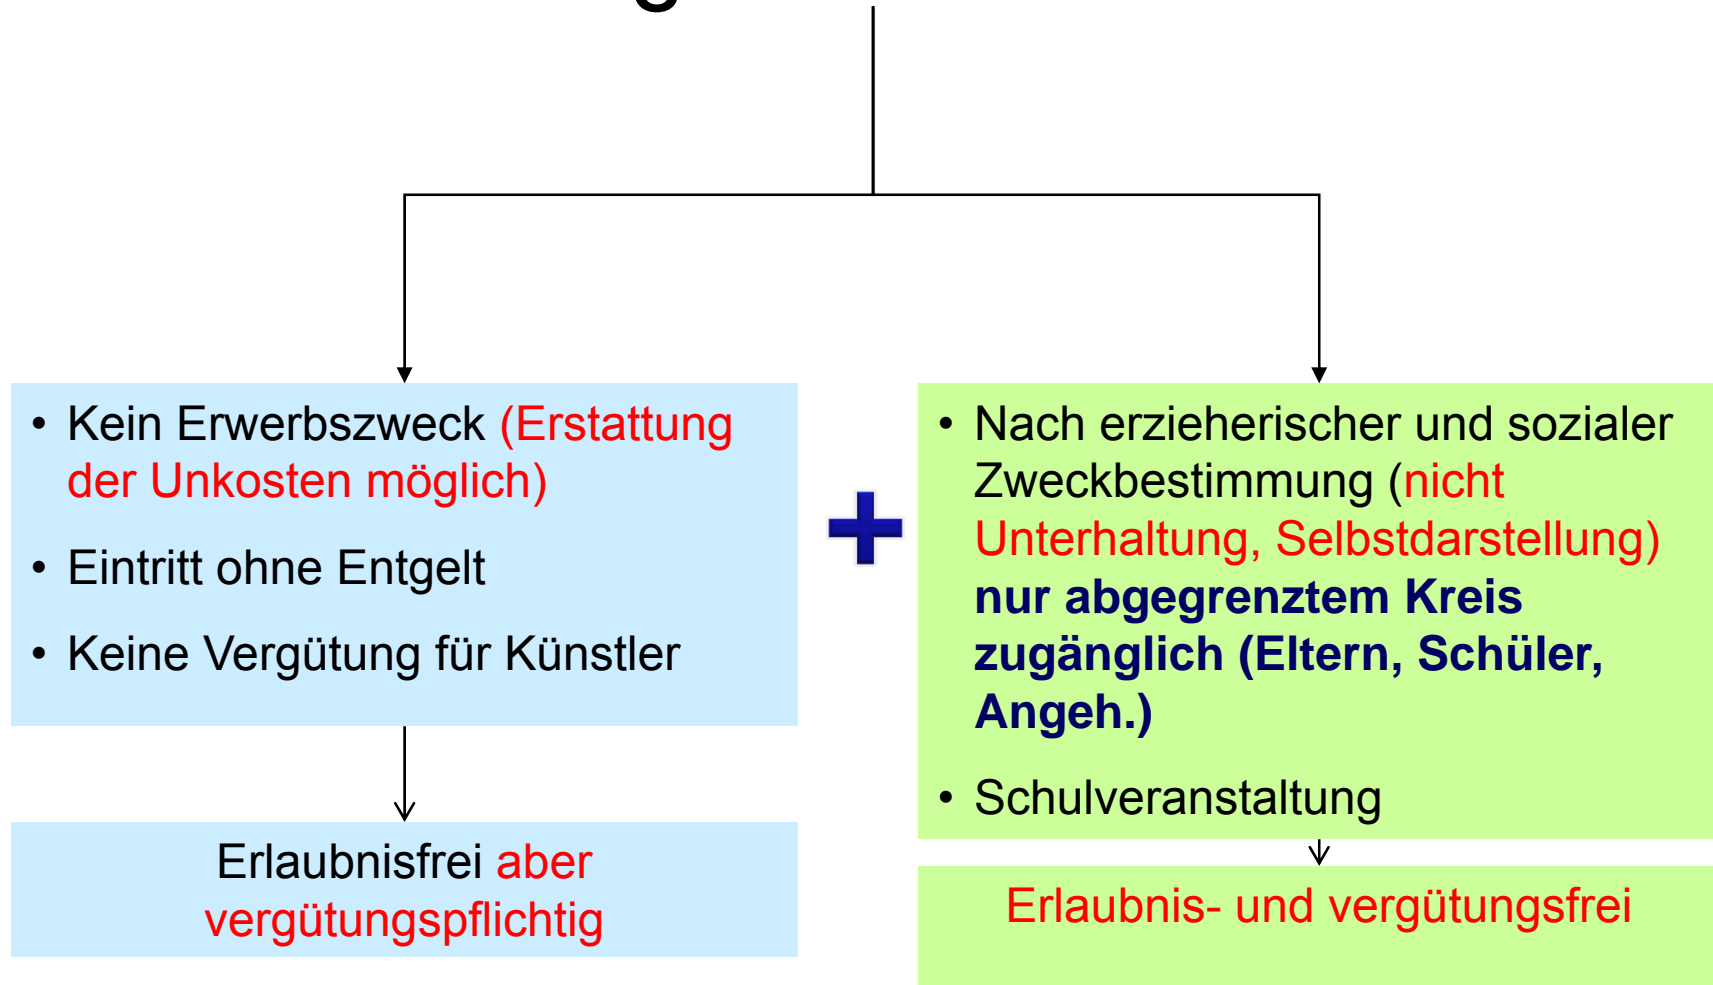 • Kein Erwerbszweck (Erstattung
der Unkosten möglich)
• Eintritt ohne Entgelt
• Keine Vergütung für Künstler
Erlaubnisfrei aber
vergütungspflichtig
• Nach erzieherischer und sozialer
Zweckbestimmung (nicht
Unterhaltung, Selbstdarstellung)
nur abgegrenztem Kreis
zugänglich (Eltern, Schüler,
Angeh.)
• Schulveranstaltung
Erlaubnis- und vergütungsfrei